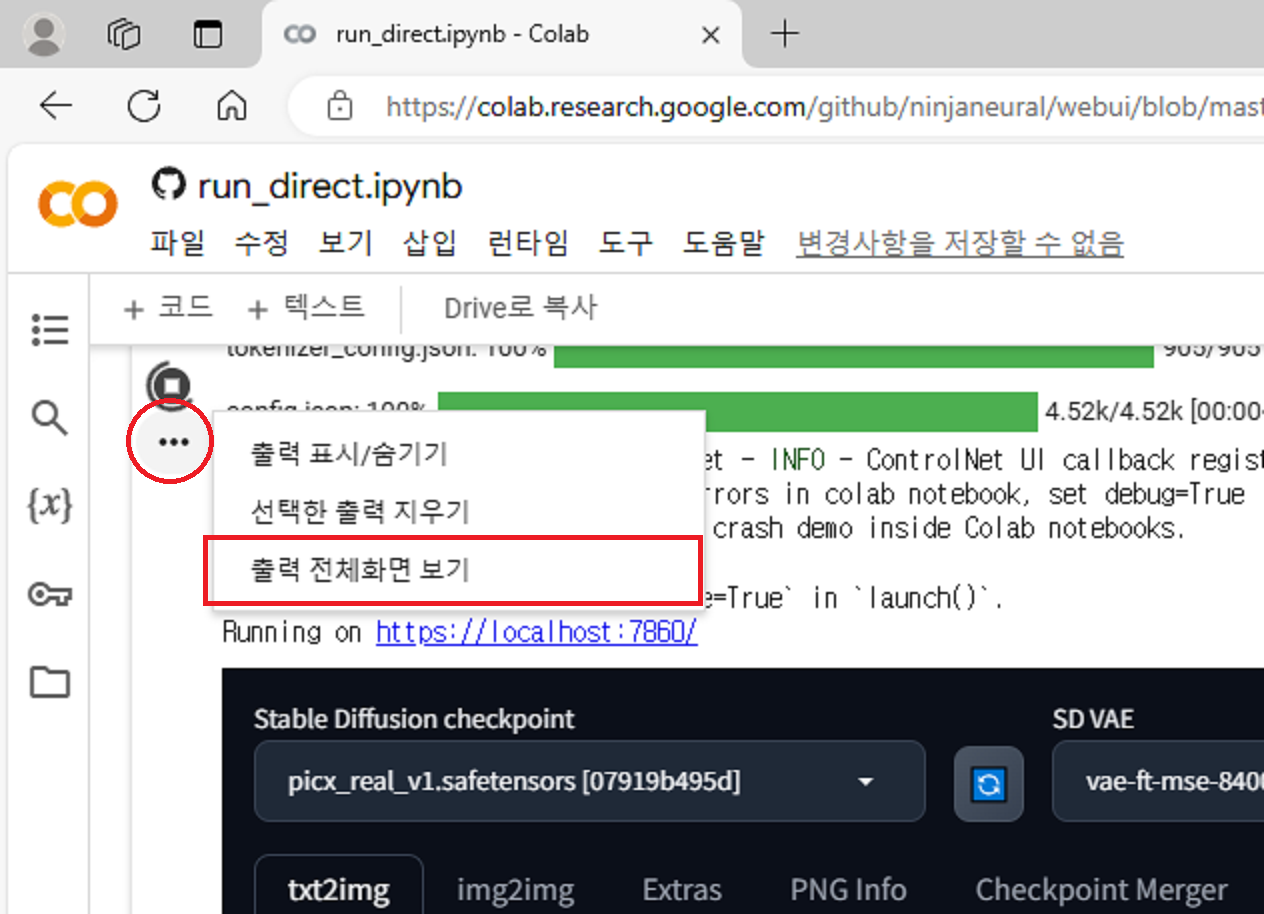 run_direct.ipynb - Colab
https://colab.research.google.com/github/ninjaneural/webui/blob/mast
run_direct.ipynb
파일 수정 보기 삽입 런타임 도구 도움말 변경사항을 저장할 수 없음
+ 코드 + 텍스트 Drive로 복사
tokenizer_config.json: 100% 905/905
config.json: 100% 4.52k/4.52k [00:00
출력 표시/숨기기
et - INFO - ControlNet UI callback regist
rrors in colab notebook, set debug=True
선택한 출력 지우기
crash demo inside Colab notebooks.
출력 전체화면 보기
e=True` in `launch()`.
Running on https://localhost:7860/
Stable Diffusion checkpoint SD VAE
picx_real_v1.safetensors [07919b495d] vae-ft-mse-8400
txt2img img2img Extras PNG Info Checkpoint Merger